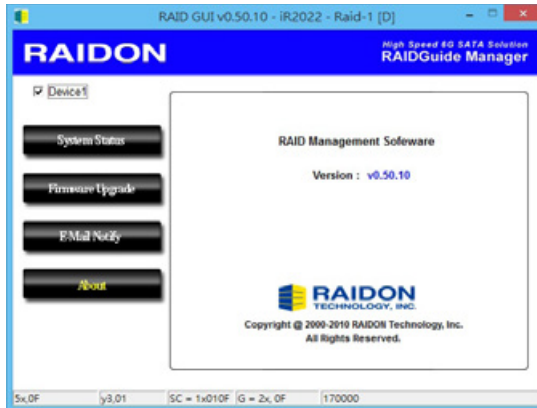 RAID GUI v0.50.10 - iR2022 - Raid-1 [D]
RAIDON
High Speed 6G SATA Solution
RAIDGuide Manager
Device1
System Status
Firmware Upgrade
E-Mail Notify
About
RAID Management Sofeware
Version : v0.50.10
RAIDON
TECHNOLOGY, INC.
Copyright @ 2000-2010 RAIDON Technology, Inc.
All Rights Reserved.
5x,0F y3,01 SC = 1x010F G = 2x, 0F 170000